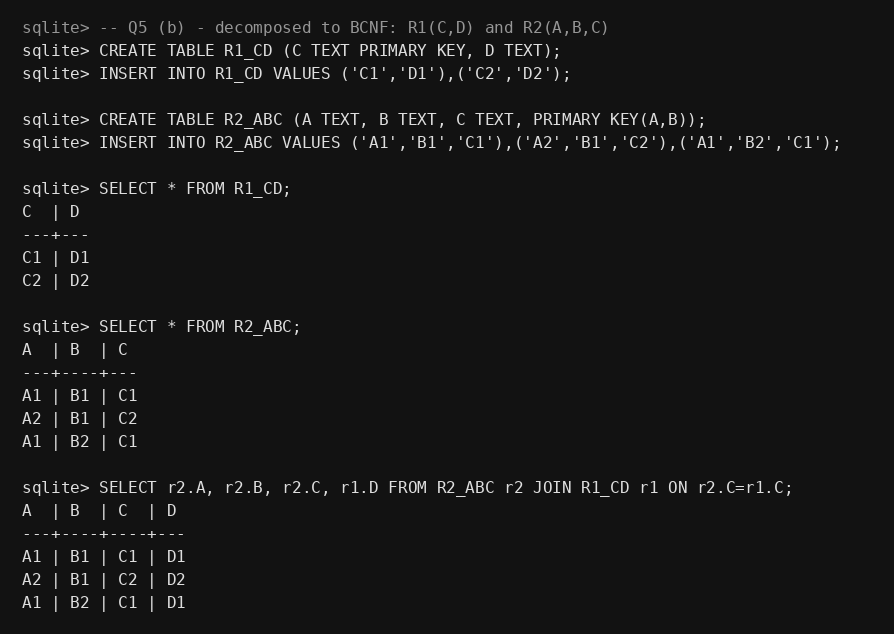 sqlite> -- Q5 (b) - decomposed to BCNF: R1(C,D) and R2(A,B,C)
sqlite> CREATE TABLE R1_CD (C TEXT PRIMARY KEY, D TEXT);
sqlite> INSERT INTO R1_CD VALUES ('C1','D1'),('C2','D2');

sqlite> CREATE TABLE R2_ABC (A TEXT, B TEXT, C TEXT, PRIMARY KEY(A,B));
sqlite> INSERT INTO R2_ABC VALUES ('A1','B1','C1'),('A2','B1','C2'),('A1','B2','C1');

sqlite> SELECT * FROM R1_CD;
C  | D
---+---
C1 | D1
C2 | D2

sqlite> SELECT * FROM R2_ABC;
A  | B  | C
---+----+---
A1 | B1 | C1
A2 | B1 | C2
A1 | B2 | C1

sqlite> SELECT r2.A, r2.B, r2.C, r1.D FROM R2_ABC r2 JOIN R1_CD r1 ON r2.C=r1.C;
A  | B  | C  | D
---+----+----+---
A1 | B1 | C1 | D1
A2 | B1 | C2 | D2
A1 | B2 | C1 | D1